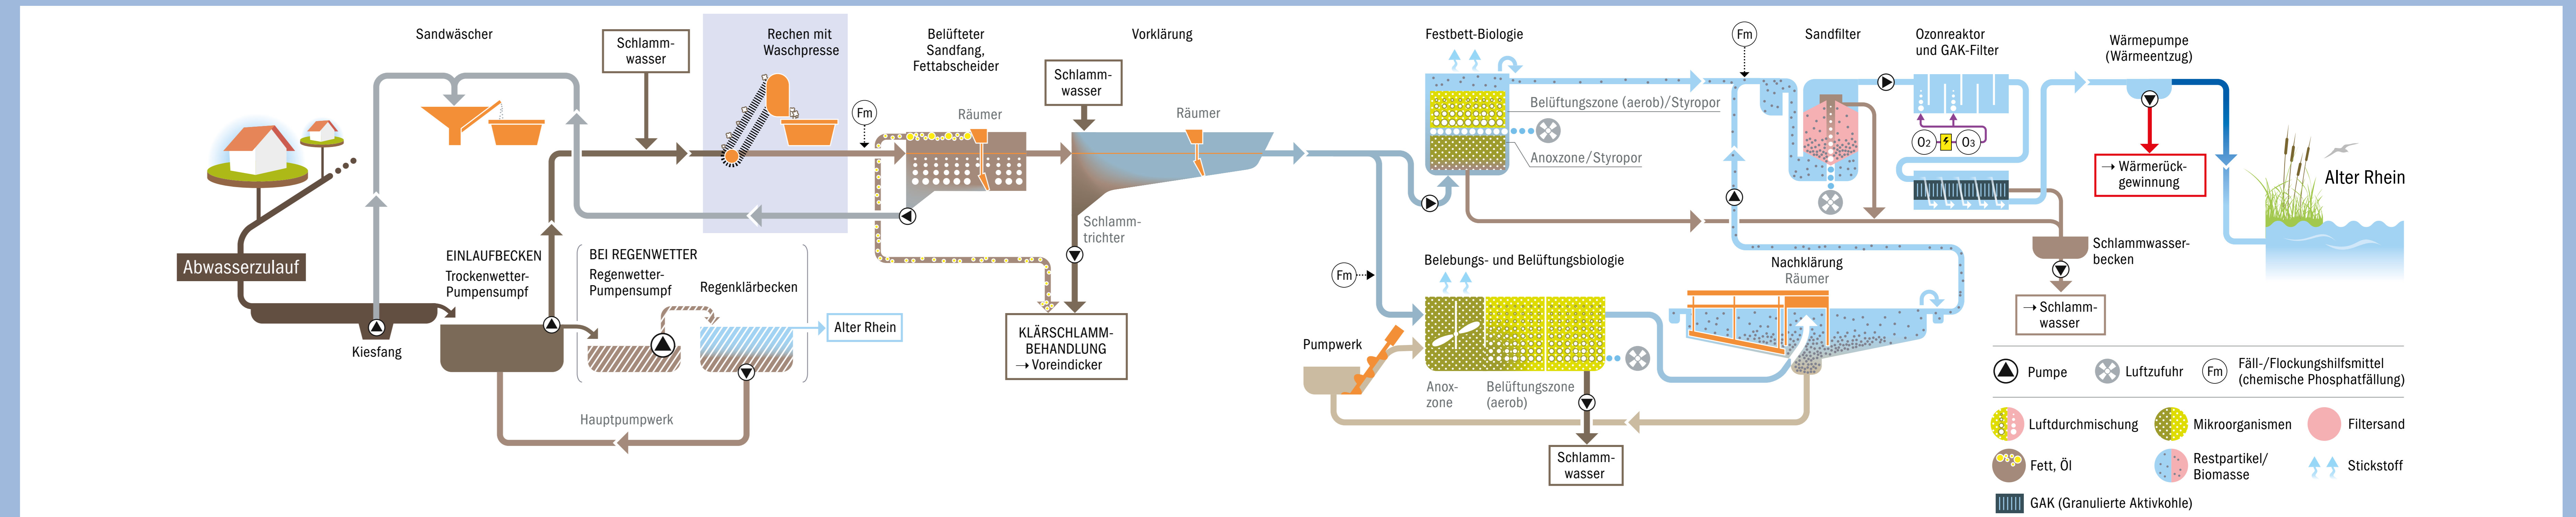 Sandwäscher
Schlamm-
wasser
Rechen mit
Waschpresse
Fm
Belüfteter
Sandfang,
Fettabscheider
Räumer
Schlamm-
wasser
Vorklärung
Räumer
Schlamm-
trichter
Abwasserzulauf
Kiesfang
EINLAUFBECKEN
Trockenwetter-
Pumpensumpf
BEI REGENWETTER
Regenwetter-
Pumpensumpf
Regenklärbecken
Alter Rhein
Hauptpumpwerk
KLÄRSCHLAMM-
BEHANDLUNG
→ Voreindicker
Festbett-Biologie
Belüftungszone (aerob)/Styropor
Anoxzone/Styropor
Fm
Sandfilter
Ozonreaktor
und GAK-Filter
O2
O3
Wärmepumpe
(Wärmeentzug)
→ Wärmerück-
gewinnung
Alter Rhein
Schlammwasser-
becken
→ Schlamm-
wasser
Fm
Belebungs- und Belüftungsbiologie
Pumpwerk
Anox-
zone
Belüftungszone
(aerob)
Schlamm-
wasser
Nachklärung
Räumer
Pumpe
Luftzufuhr
Fm
Fäll-/Flockungshilfsmittel
(chemische Phosphatfällung)
Luftdurchmischung
Mikroorganismen
Filtersand
Fett, Öl
Restpartikel/
Biomasse
Stickstoff
GAK (Granulierte Aktivkohle)